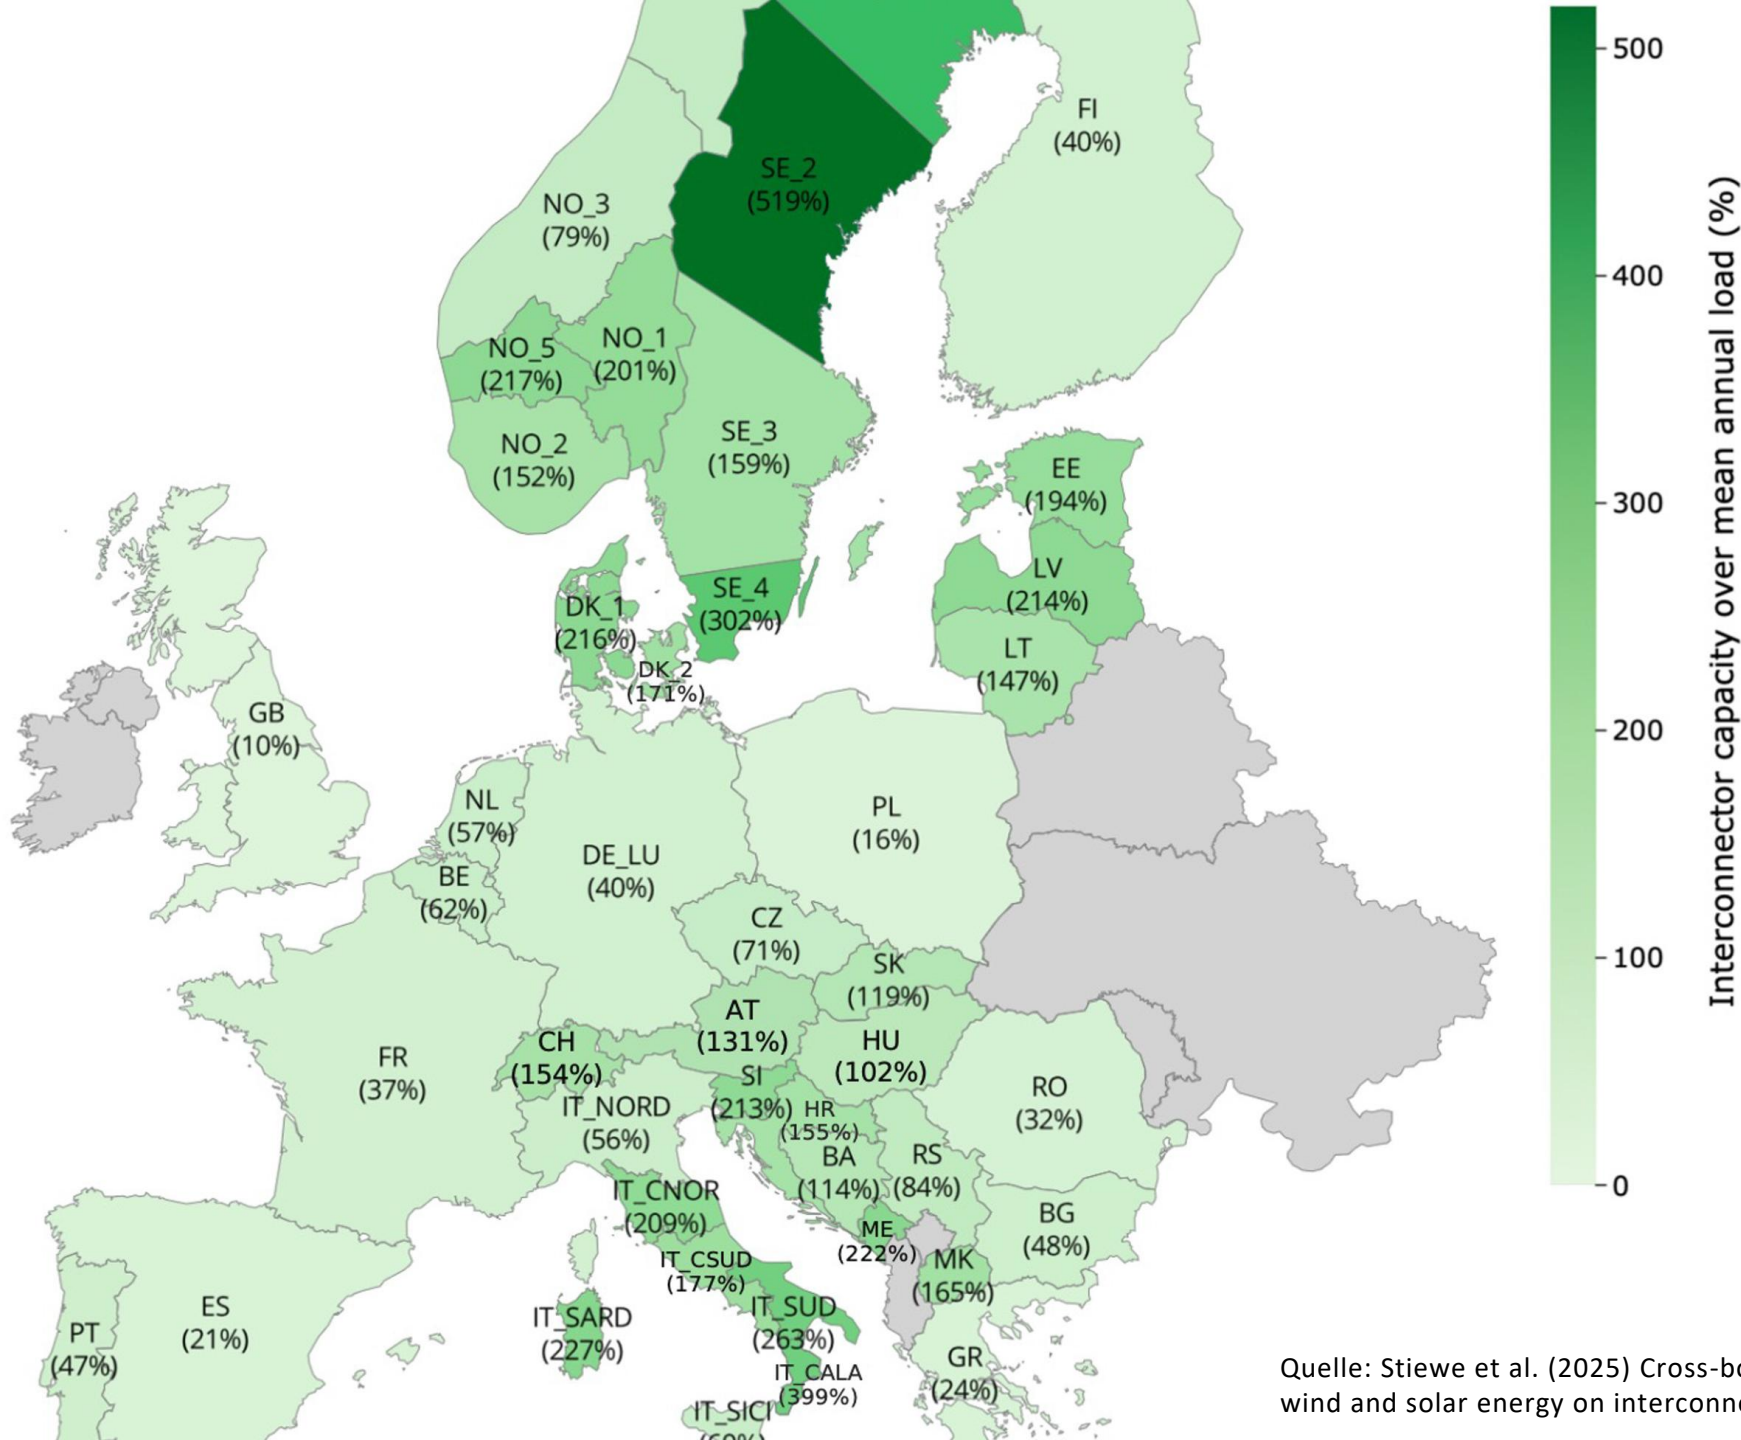 FI
(40%)
SE_2
(519%)
NO_3
(79%)
NO_5
(217%)
NO_1
(201%)
NO_2
(152%)
SE_3
(159%)
EE
(194%)
LV
(214%)
LT
(147%)
SE_4
(302%)
DK_1
(216%)
DK_2
(171%)
GB
(10%)
NL
(57%)
BE
(62%)
DE_LU
(40%)
PL
(16%)
CZ
(71%)
SK
(119%)
AT
(131%)
HU
(102%)
CH
(154%)
FR
(37%)
SI
(213%)
HR
(155%)
IT_NORD
(56%)
BA
(114%)
RS
(84%)
RO
(32%)
BG
(48%)
IT_CNOR
(209%)
ME
(222%)
MK
(165%)
IT_CSUD
(177%)
IT_SARD
(227%)
IT_SUD
(263%)
IT_CALA
(399%)
IT_SICI
GR
(24%)
ES
(21%)
PT
(47%)
500
400
300
200
100
0
Interconnector capacity over mean annual load (%)
Quelle: Stiewe et al. (2025) Cross-bo
wind and solar energy on interconne